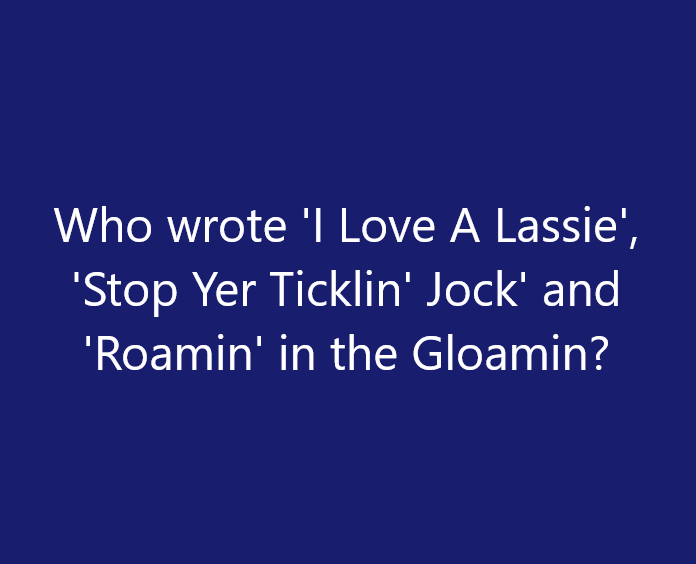 Who wrote 'I Love A Lassie',
'Stop Yer Ticklin' Jock' and
'Roamin' in the Gloamin?